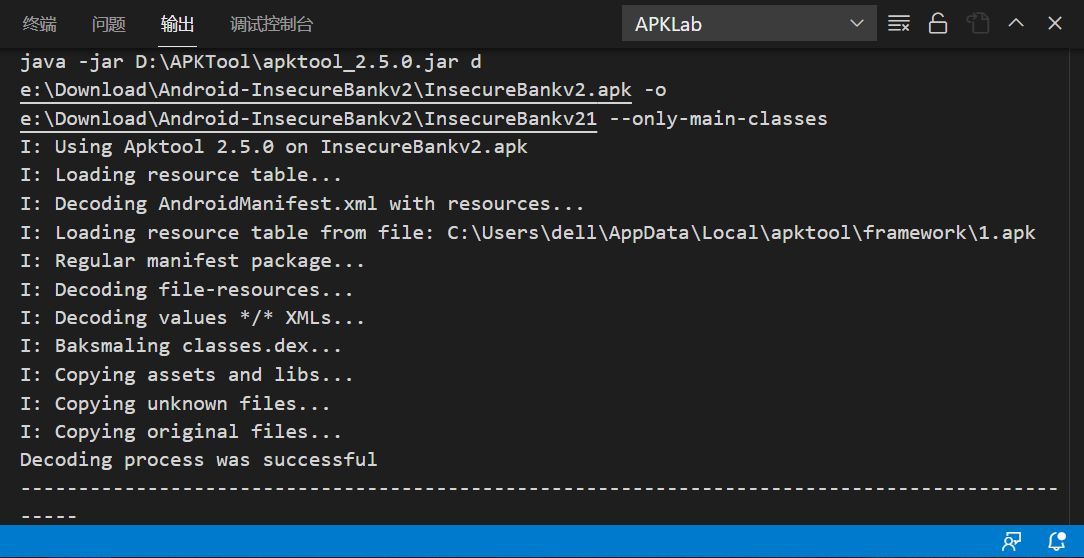 终端 问题 输出 调试控制台 APKLab
java -jar D:\APKTool\apktool_2.5.0.jar d
e:\Download\Android-InsecureBankv2\InsecureBankv2.apk -o
e:\Download\Android-InsecureBankv2\InsecureBankv21 --only-main-classes
I: Using Apktool 2.5.0 on InsecureBankv2.apk
I: Loading resource table...
I: Decoding AndroidManifest.xml with resources...
I: Loading resource table from file: C:\Users\dell\AppData\Local\apktool\framework\1.apk
I: Regular manifest package...
I: Decoding file-resources...
I: Decoding values */* XMLs...
I: Baksmaling classes.dex...
I: Copying assets and libs...
I: Copying unknown files...
I: Copying original files...
Decoding process was successful
------------------------------------------------------------------------------------------
-----